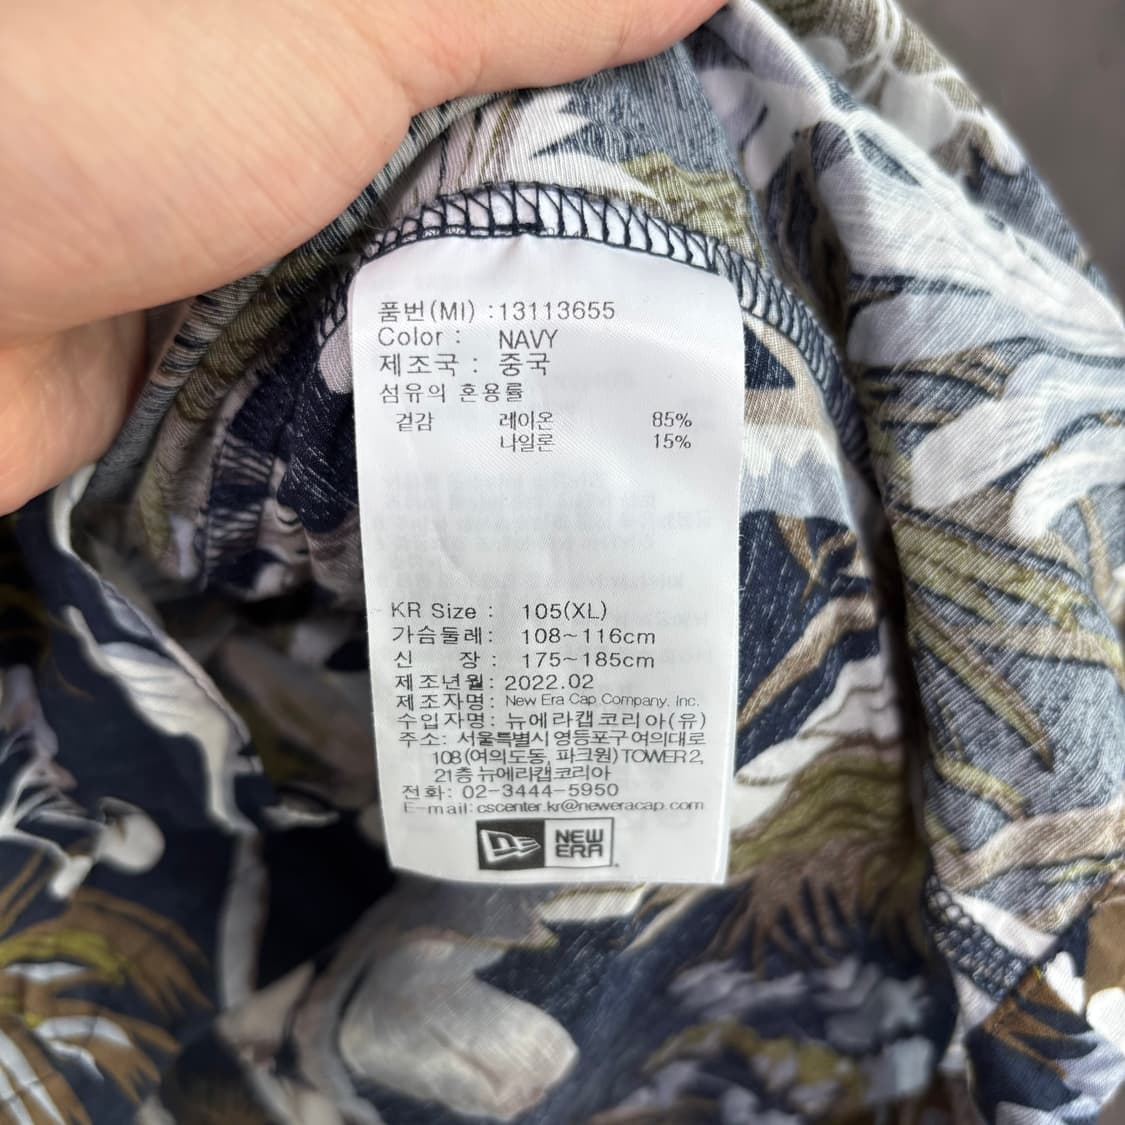 품번(MI) :13113655
Color : NAVY
제조국 : 중국
섬유의 혼용률
겉감 레이온 85%
나일론 15%
KR Size : 105(XL)
가슴둘레: 108~116cm
신 장: 175~185cm
제조년월: 2022.02
제조자명: New Era Cap Company, Inc.
수입자명: 뉴에라캡코리아(유)
주소: 서울특별시 영등포구 여의대로
108(여의도동, 파크원) TOWER 2,
21층 뉴에라캡코리아
전화: 02-3444-5950
E-mail:cscenter.kr@neweracap.com
NEW
ERA